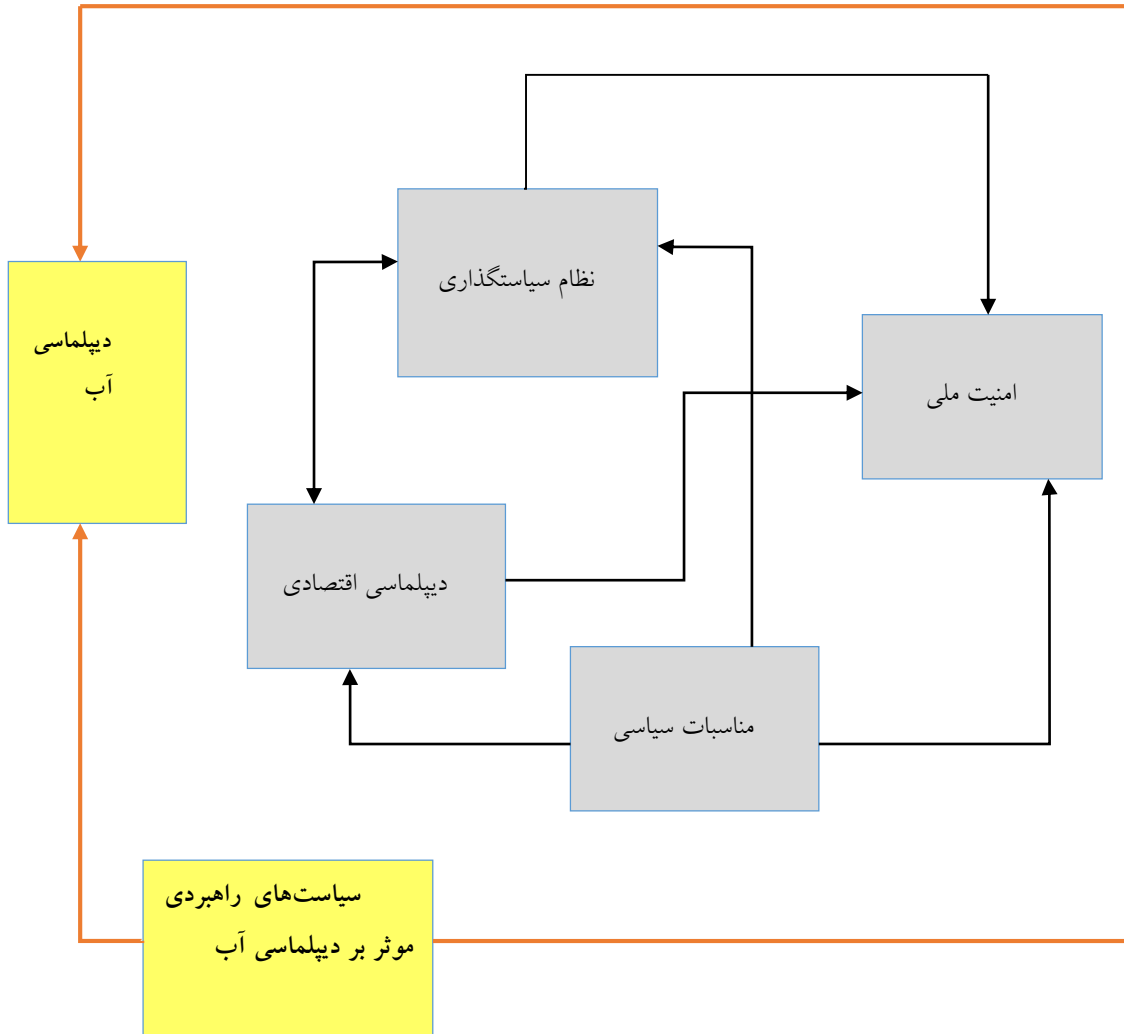 نظام سیاستگذاری
دیپلماسی
آب
امنیت ملی
دیپلماسی اقتصادی
مناسبات سیاسی
سیاست‌های راهبردی
موثر بر دیپلماسی آب